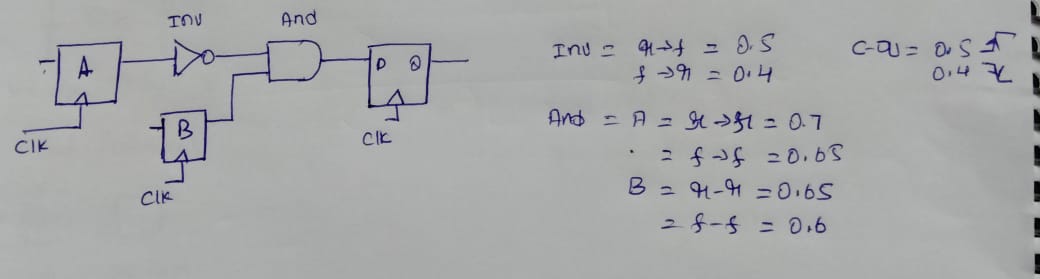 Inv And
A
D Q
B
Clk
Clk
Clk
Inv = r→f = 0.5
f→r = 0.4
C-Q = 0.5
0.4
And = A = r→r = 0.7
= f→f = 0.65
B = r-r = 0.65
= f-f = 0.6